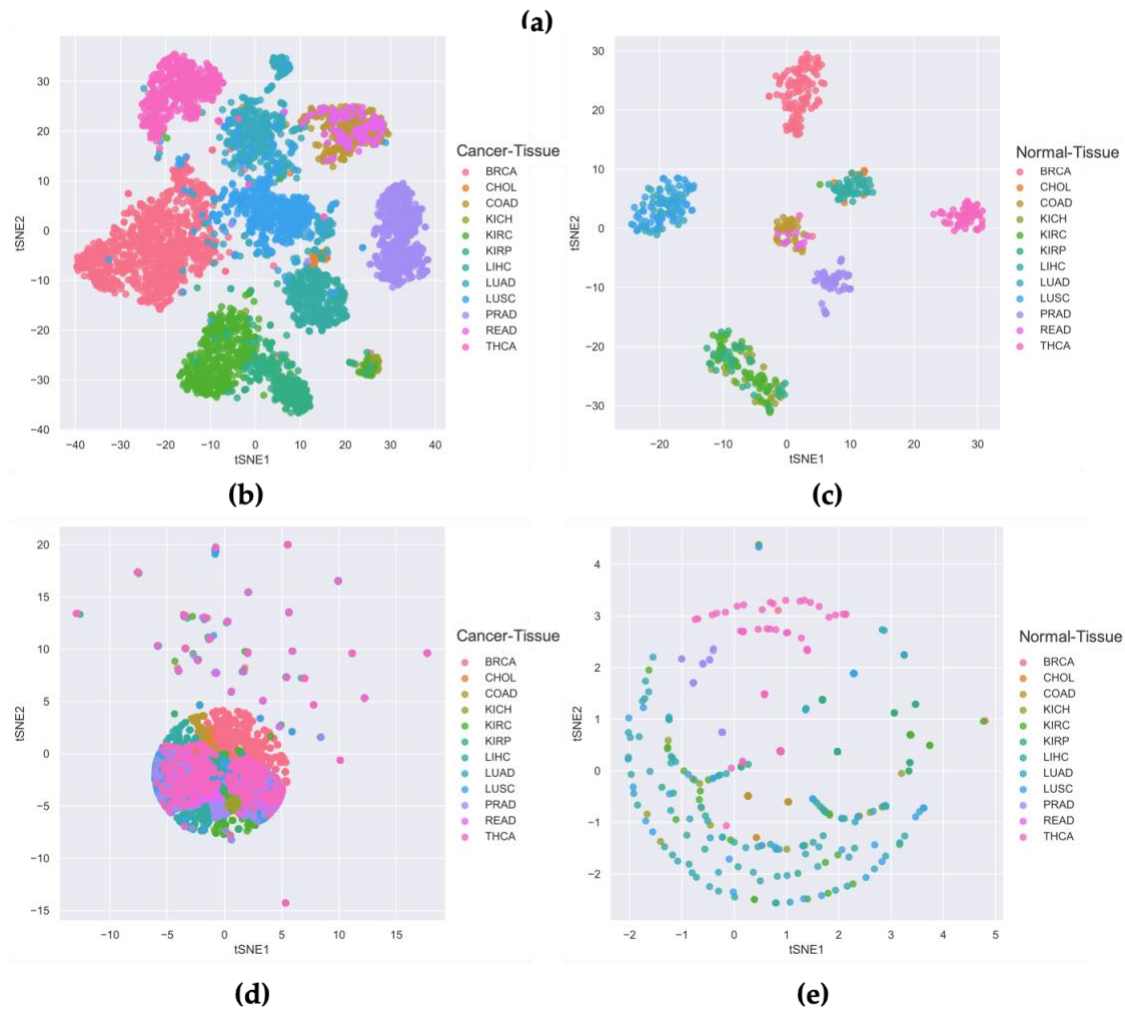 (a)
30
20
10
0
−10
−20
−30
−40
tSNE2
−40 −30 −20 −10 0 10 20 30 40
tSNE1
Cancer-Tissue
BRCA
CHOL
COAD
KICH
KIRC
KIRP
LIHC
LUAD
LUSC
PRAD
READ
THCA
30
20
10
0
−10
−20
−30
tSNE2
−20 −10 0 10 20 30
tSNE1
Normal-Tissue
BRCA
CHOL
COAD
KICH
KIRC
KIRP
LIHC
LUAD
LUSC
PRAD
READ
THCA
(b) (c)
20
15
10
5
0
−5
−10
−15
tSNE2
−10 −5 0 5 10 15
tSNE1
Cancer-Tissue
BRCA
CHOL
COAD
KICH
KIRC
KIRP
LIHC
LUAD
LUSC
PRAD
READ
THCA
4
3
2
1
0
−1
−2
tSNE2
−2 −1 0 1 2 3 4 5
tSNE1
Normal-Tissue
BRCA
CHOL
COAD
KICH
KIRC
KIRP
LIHC
LUAD
LUSC
PRAD
READ
THCA
(d) (e)